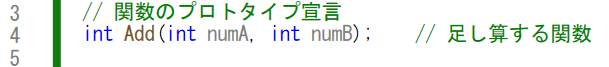 3 // 関数のプロトタイプ宣言
4 int Add(int numA, int numB); // 足し算する関数
5